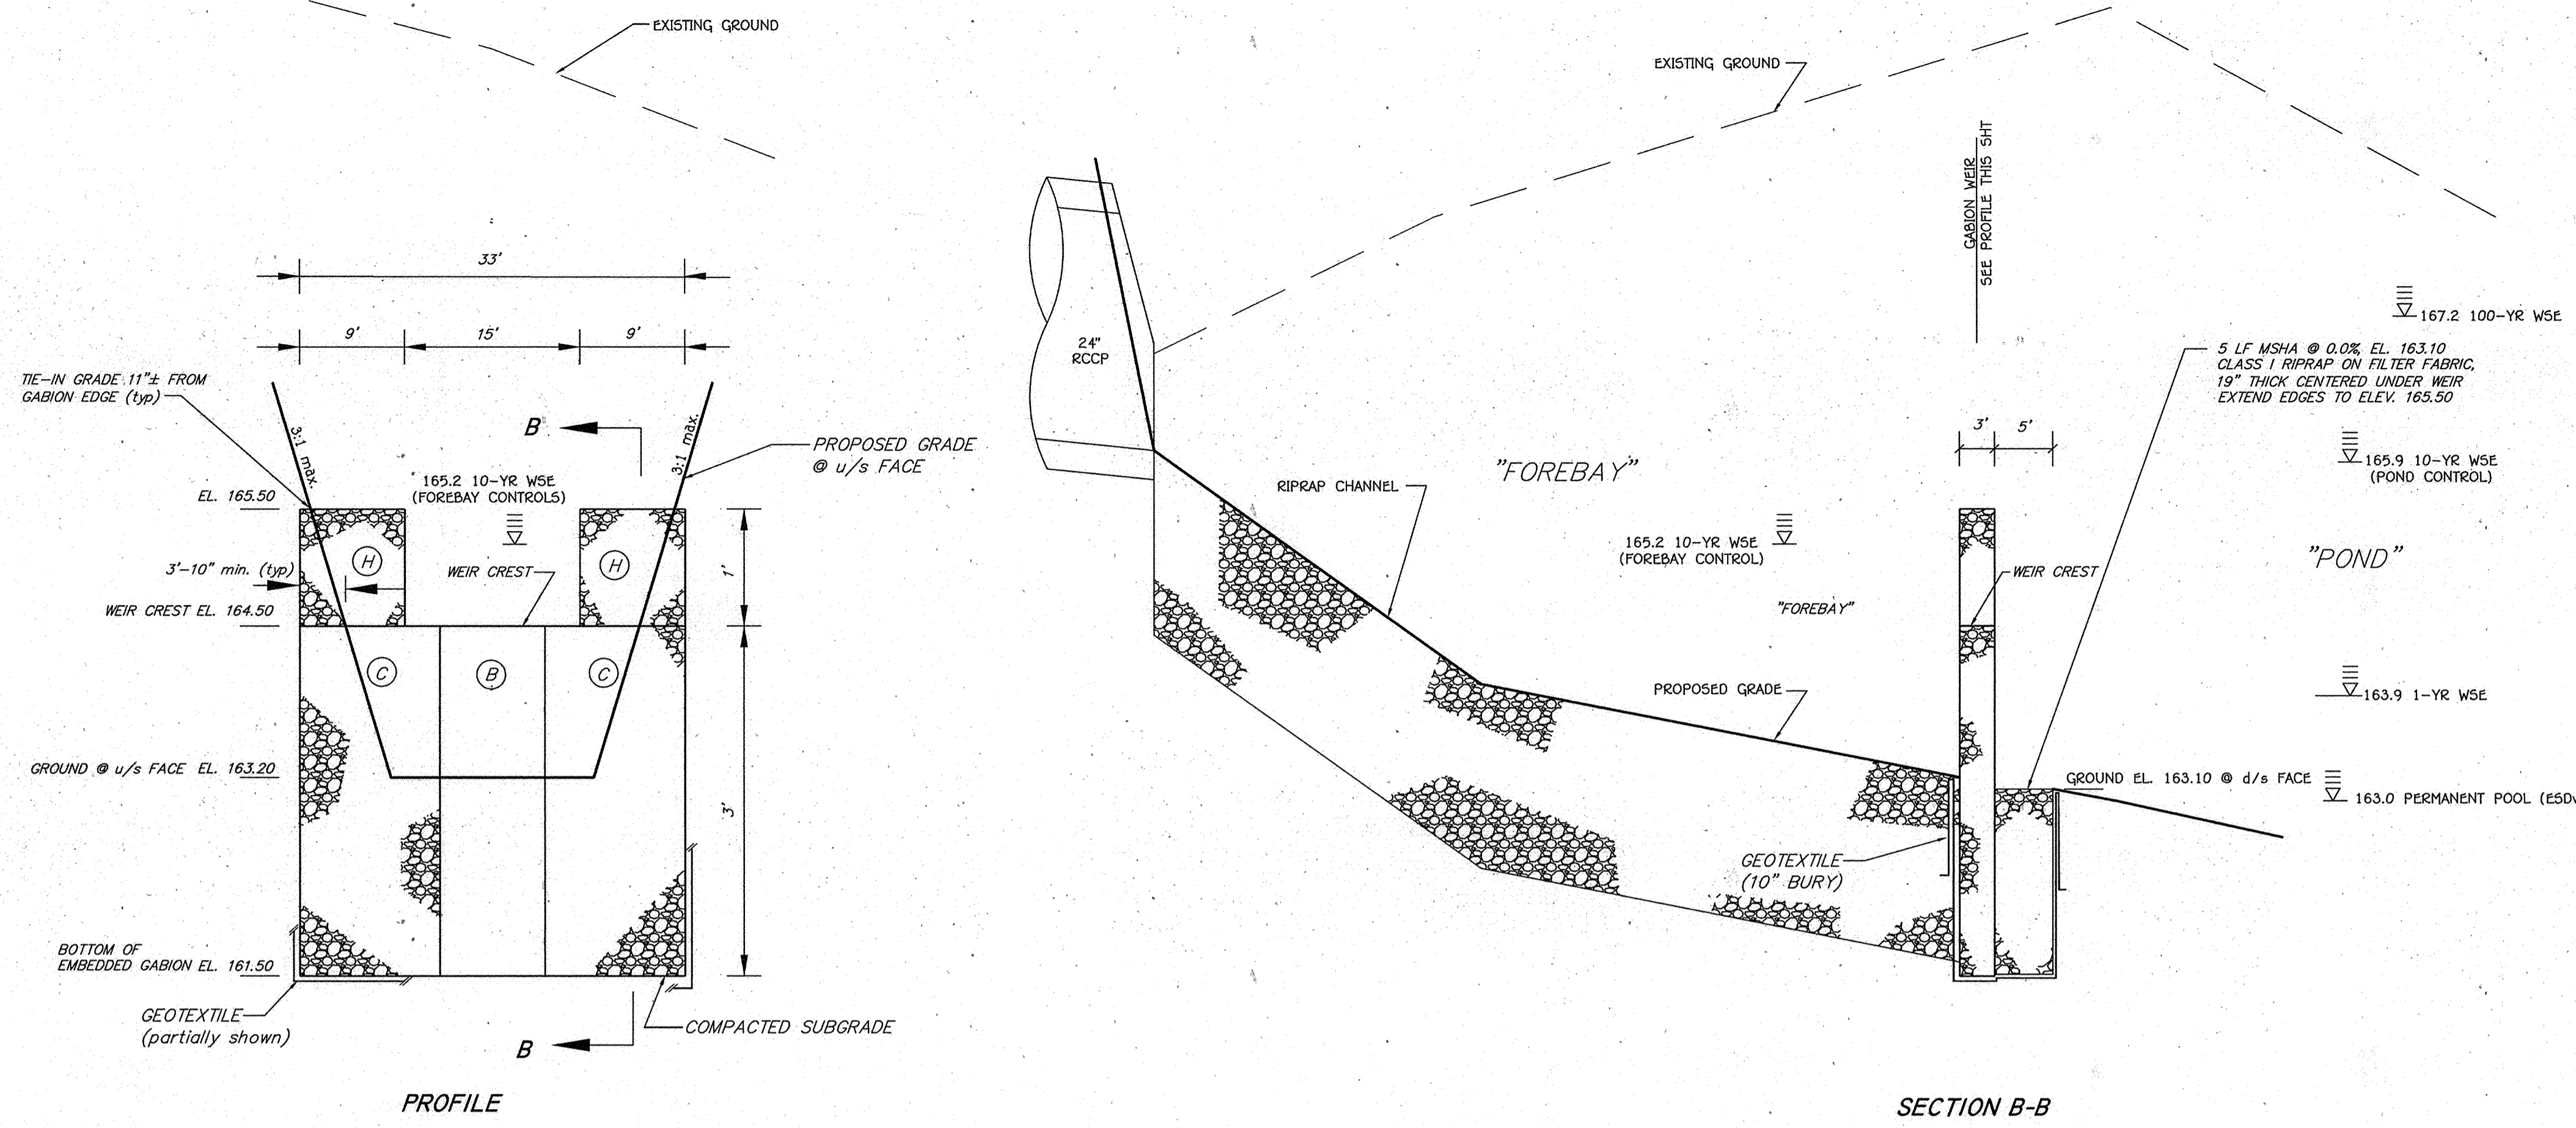 EXISTING GROUND
33'
9'
15'
9'
TIE-IN GRADE 11"± FROM
GABION EDGE (typ)
3:1 max.
3:1 max.
B
PROPOSED GRADE
@ u/s FACE
165.2 10-YR WSE
(FOREBAY CONTROLS)
EL. 165.50
H
H
3'-10" min. (typ)
WEIR CREST
1'
WEIR CREST EL. 164.50
C
B
C
GROUND @ u/s FACE EL. 163.20
3'
BOTTOM OF
EMBEDDED GABION EL. 161.50
GEOTEXTILE
(partially shown)
COMPACTED SUBGRADE
B
PROFILE
EXISTING GROUND
GABION WEIR
SEE PROFILE THIS SHT
167.2 100-YR WSE
24"
RCCP
5 LF MSHA @ 0.0%, EL. 163.10
CLASS I RIPRAP ON FILTER FABRIC,
19" THICK CENTERED UNDER WEIR
EXTEND EDGES TO ELEV. 165.50
3'
5'
"FOREBAY"
RIPRAP CHANNEL
165.9 10-YR WSE
(POND CONTROL)
165.2 10-YR WSE
(FOREBAY CONTROL)
"POND"
WEIR CREST
"FOREBAY"
PROPOSED GRADE
163.9 1-YR WSE
GROUND EL. 163.10 @ d/s FACE
163.0 PERMANENT POOL (ESDv
GEOTEXTILE
(10" BURY)
SECTION B-B